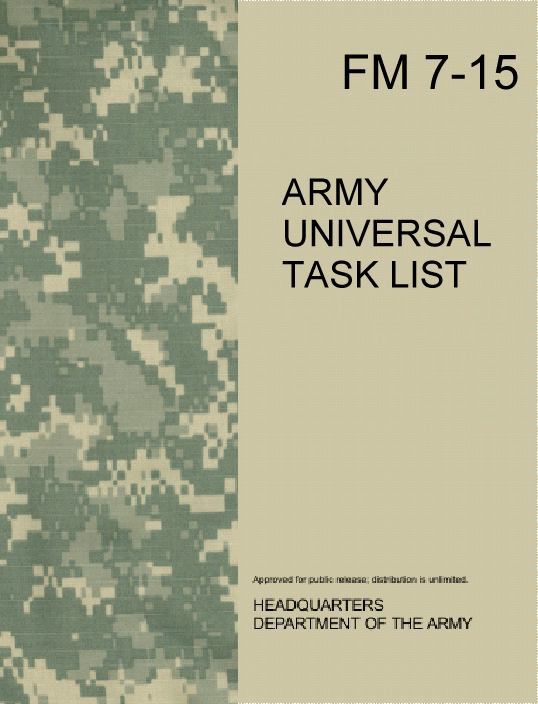 FM 7-15
ARMY
UNIVERSAL
TASK LIST
Approved for public release; distribution is unlimited.
HEADQUARTERS
DEPARTMENT OF THE ARMY